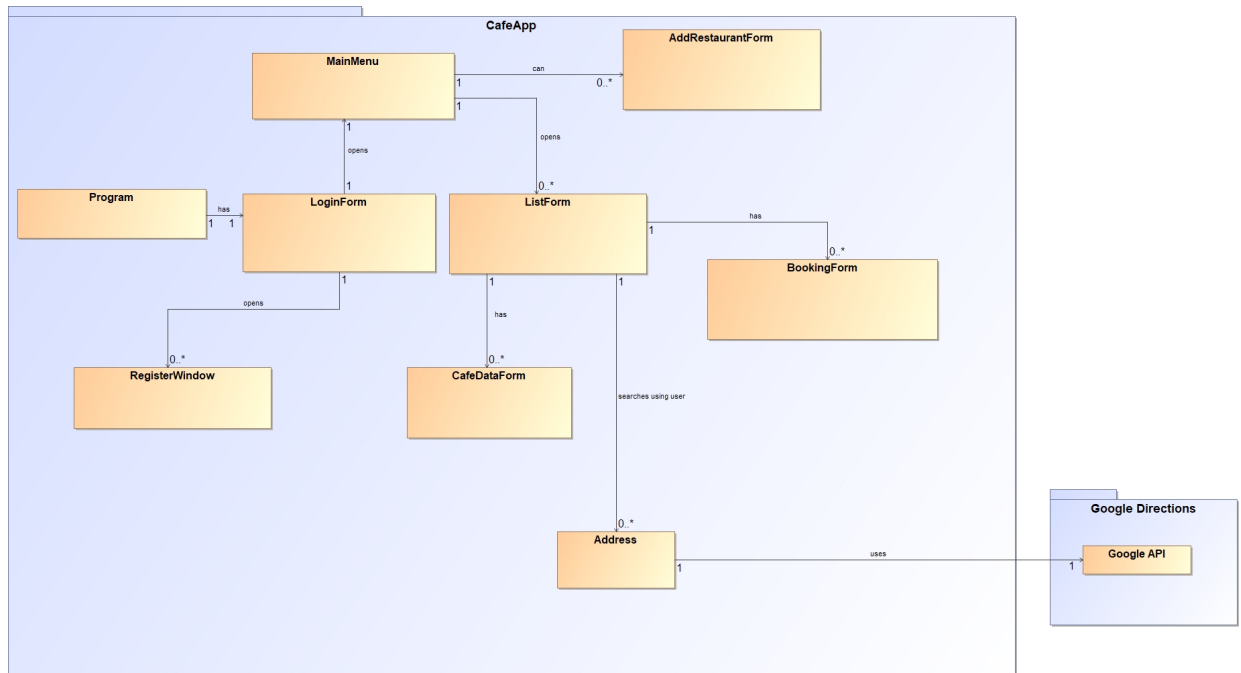 CafeApp
AddRestaurantForm
MainMenu
can
1
0..*
1
opens
1
opens
1
0..*
Program
has
1
1
LoginForm
ListForm
has
1
0..*
BookingForm
1
opens
0..*
RegisterWindow
1
has
0..*
CafeDataForm
1
searches using user
0..*
Address
uses
1
1
Google Directions
Google API